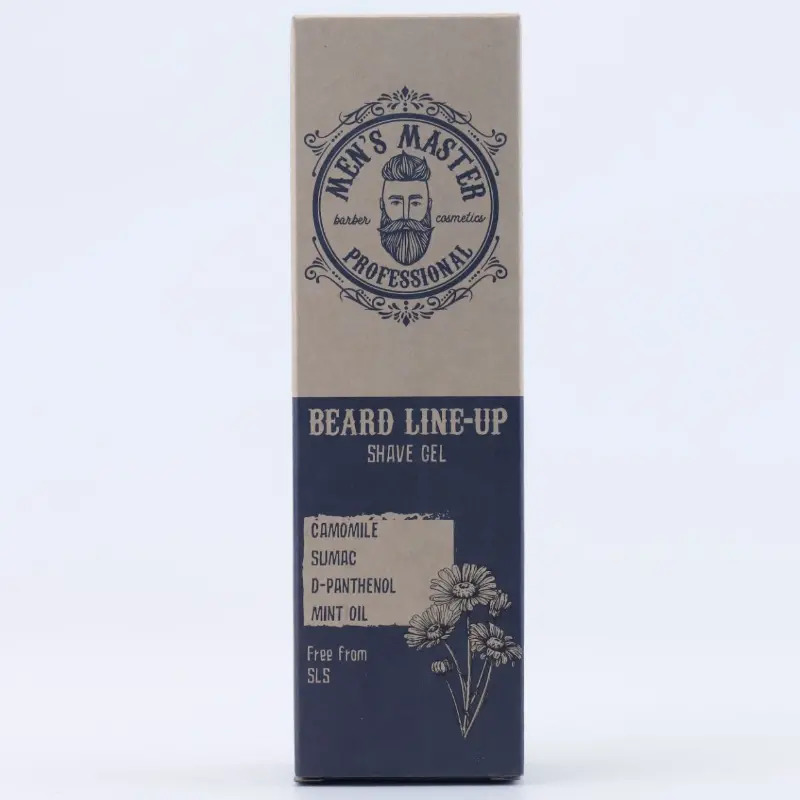 MEN'S MASTER
barber cosmetics
PROFESSIONAL
BEARD LINE-UP
SHAVE GEL
CAMOMILE
SUMAC
D-PANTHENOL
MINT OIL
Free From
SLS